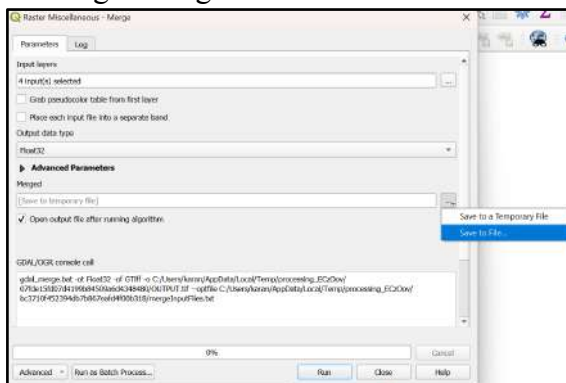 Raster Miscellaneous - Merge
Parameters Log
Input layers
4 input(s) selected
Grab pseudocolor table from first layer
Place each input file into a separate band
Output data type
Float32
Advanced Parameters
Merged
[Save to temporary file]
Open output file after running algorithm
Save to a Temporary File
Save to File...
GDAL/OGR console call
gdal_merge.bat -ot Float32 -of GTiff -o C:/Users/karan/AppData/Local/Temp/processing_ECzOov/
mergeInputFiles.txt
0%
Cancel
Advanced Run as Batch Process... Run Close Help